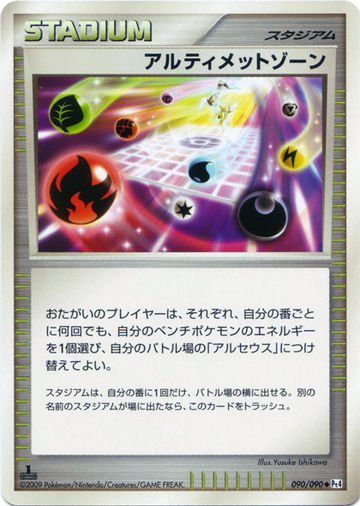 STADIUM
スタジアム
アルティメットゾーン
おたがいのプレイヤーは、それぞれ、自分の番ごと
に何回でも、自分のベンチポケモンのエネルギー
を1個選び、自分のバトル場の「アルセウス」につけ
替えてよい。
スタジアムは、自分の番に1回だけ、バトル場の横に出せる。別の
名前のスタジアムが場に出たなら、このカードをトラッシュ。
Illus.Yusuke Ishikawa
1
EDITION
©2009 Pokémon/Nintendo/Creatures/GAME FREAK.
090/090 ◆ Pt4